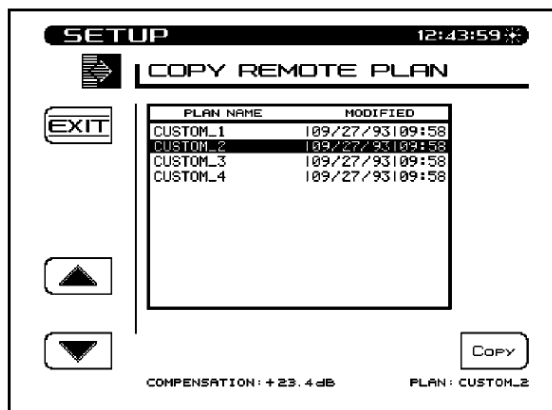 SETUP 12:43:59
COPY REMOTE PLAN
EXIT
PLAN NAME MODIFIED
CUSTOM_1 |09/27/93|09:58
CUSTOM_2 |09/27/93|09:58
CUSTOM_3 |09/27/93|09:58
CUSTOM_4 |09/27/93|09:58
COPY
COMPENSATION:+23.4dB PLAN:CUSTOM_2